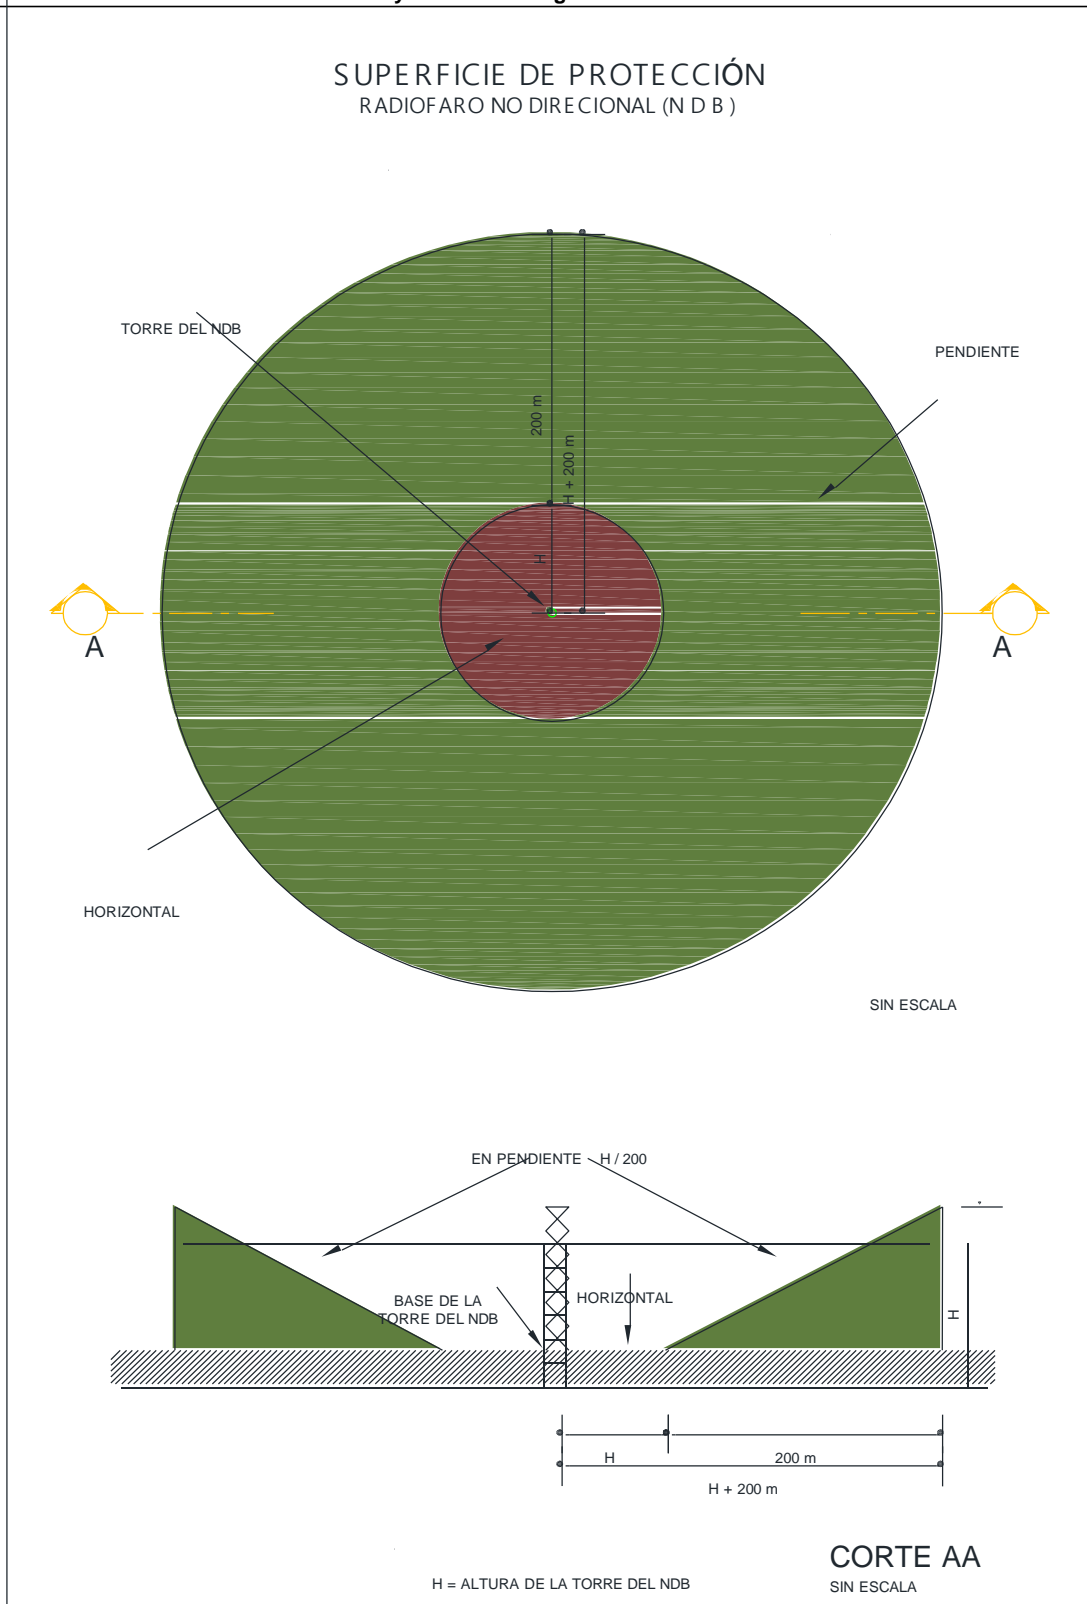 SUPERFICIE DE PROTECCIÓN
RADIOFARO NO DIRECIONAL (N D B )
TORRE DEL NDB
PENDIENTE
200 m
H + 200 m
H
A
A
HORIZONTAL
SIN ESCALA
EN PENDIENTE - H / 200
BASE DE LA
TORRE DEL NDB
HORIZONTAL
H
H
200 m
H + 200 m
CORTE AA
H = ALTURA DE LA TORRE DEL NDB
SIN ESCALA